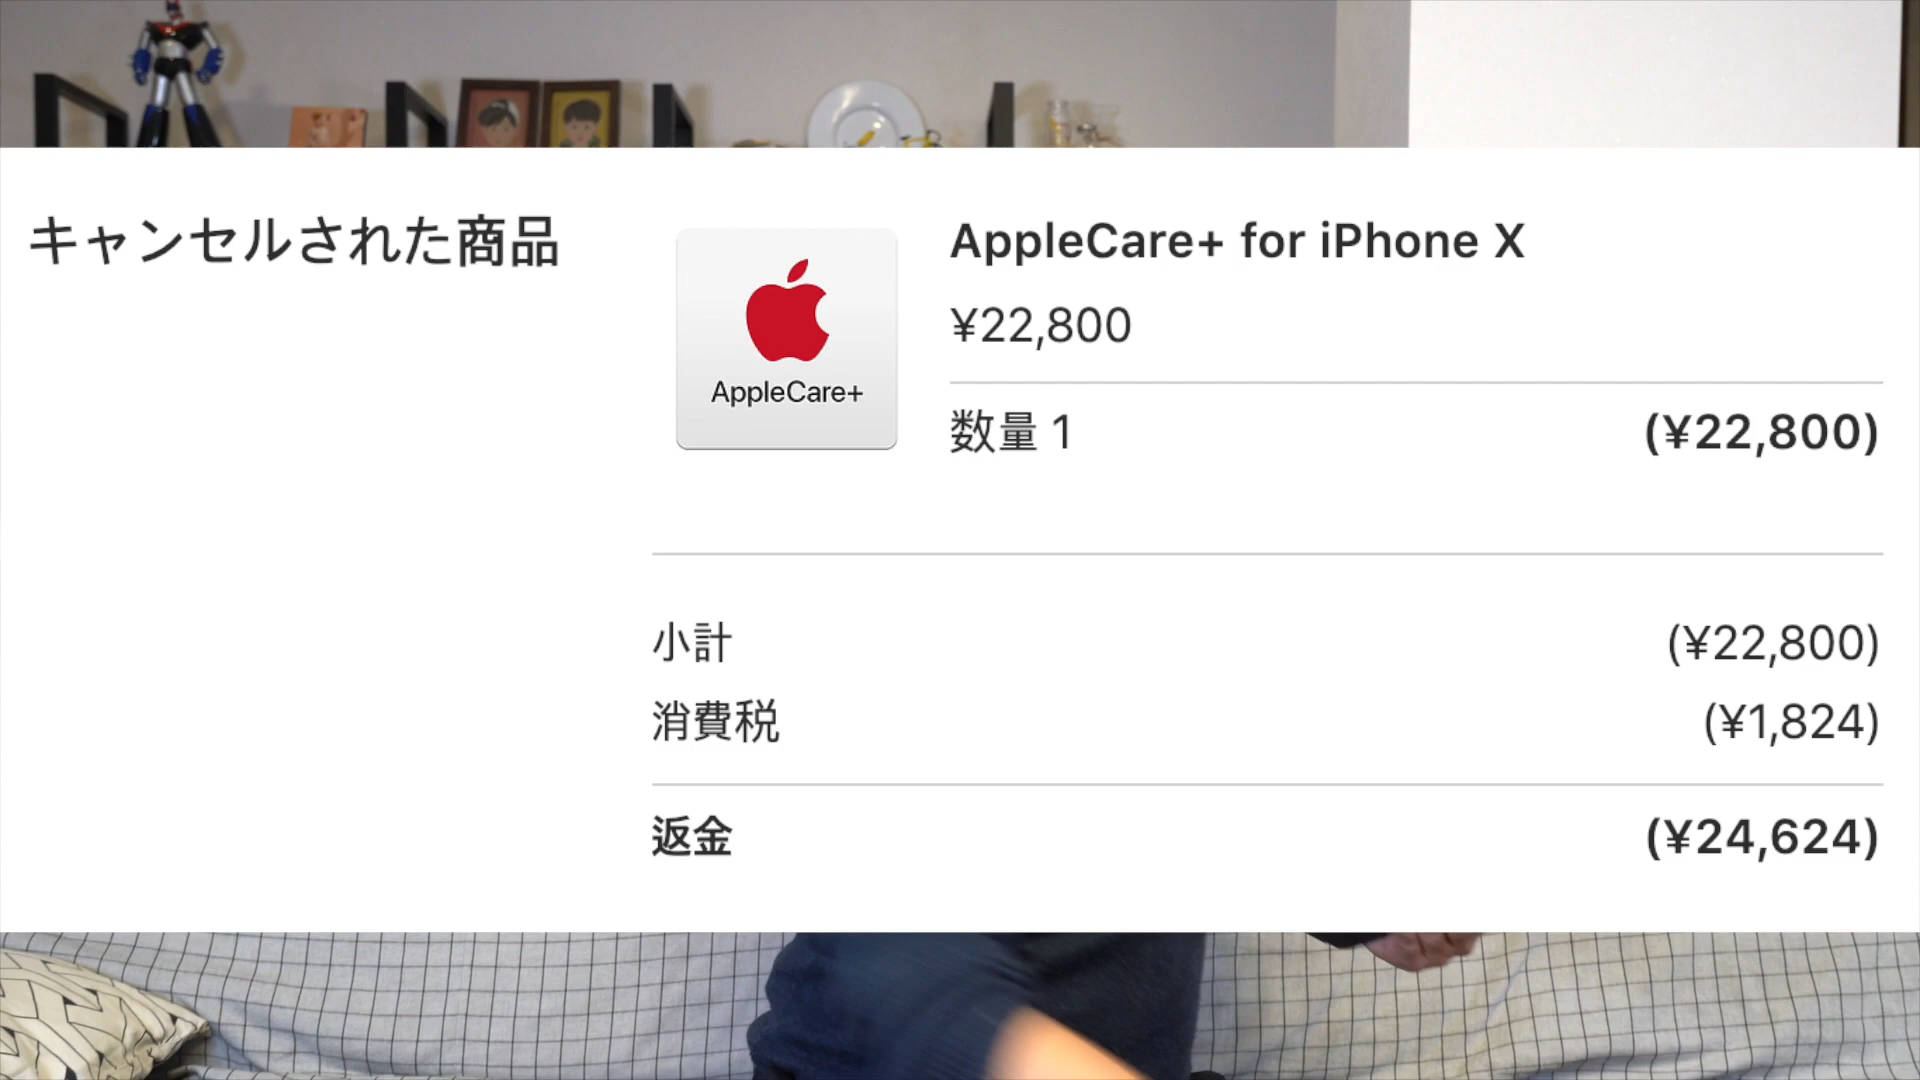 キャンセルされた商品
AppleCare+
AppleCare+ for iPhone X
¥22,800
数量 1 (¥22,800)
小計 (¥22,800)
消費税 (¥1,824)
返金 (¥24,624)